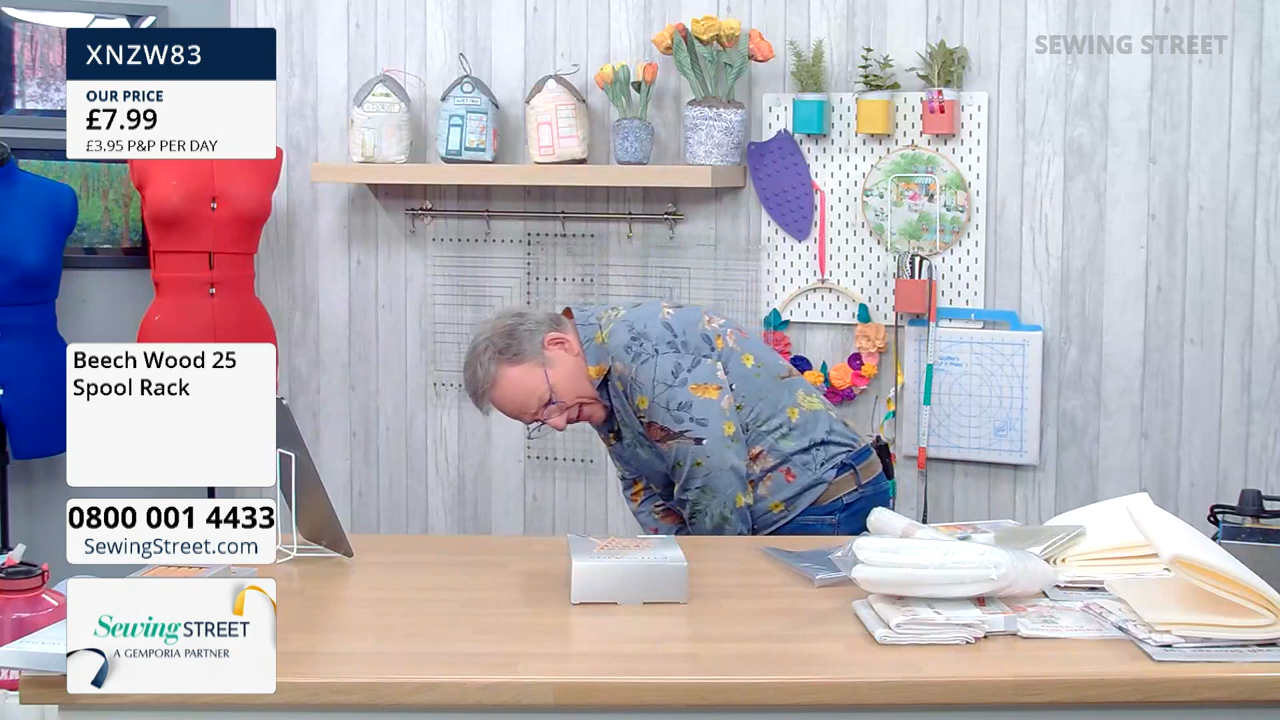 XNZW83
OUR PRICE
£7.99
£3.95 P&P PER DAY
SEWING STREET
Beech Wood 25
Spool Rack
0800 001 4433
SewingStreet.com
Sewing STREET
A GEMPORIA PARTNER